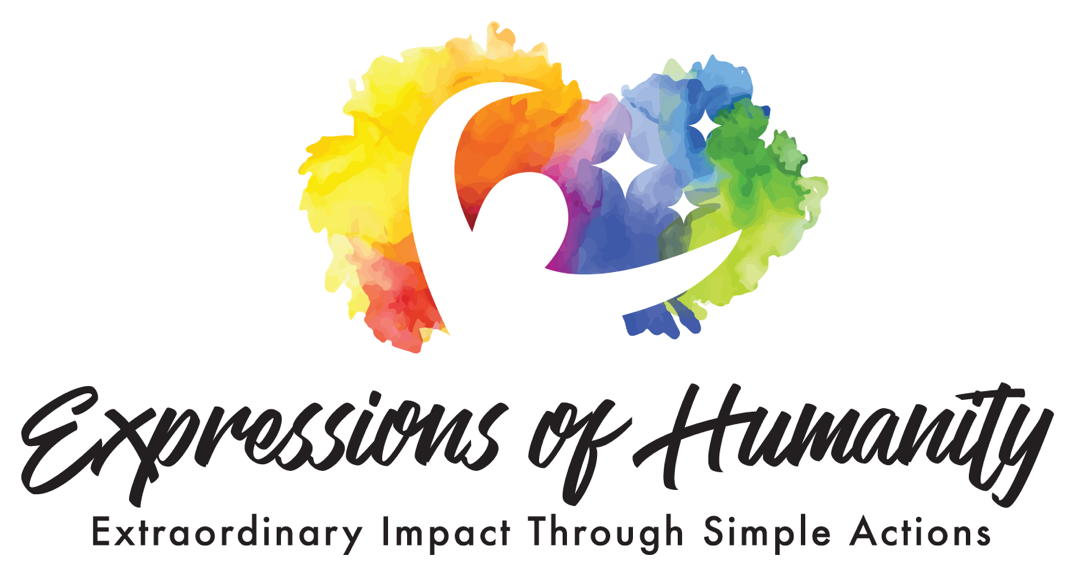 Expressions of Humanity
Extraordinary Impact Through Simple Actions